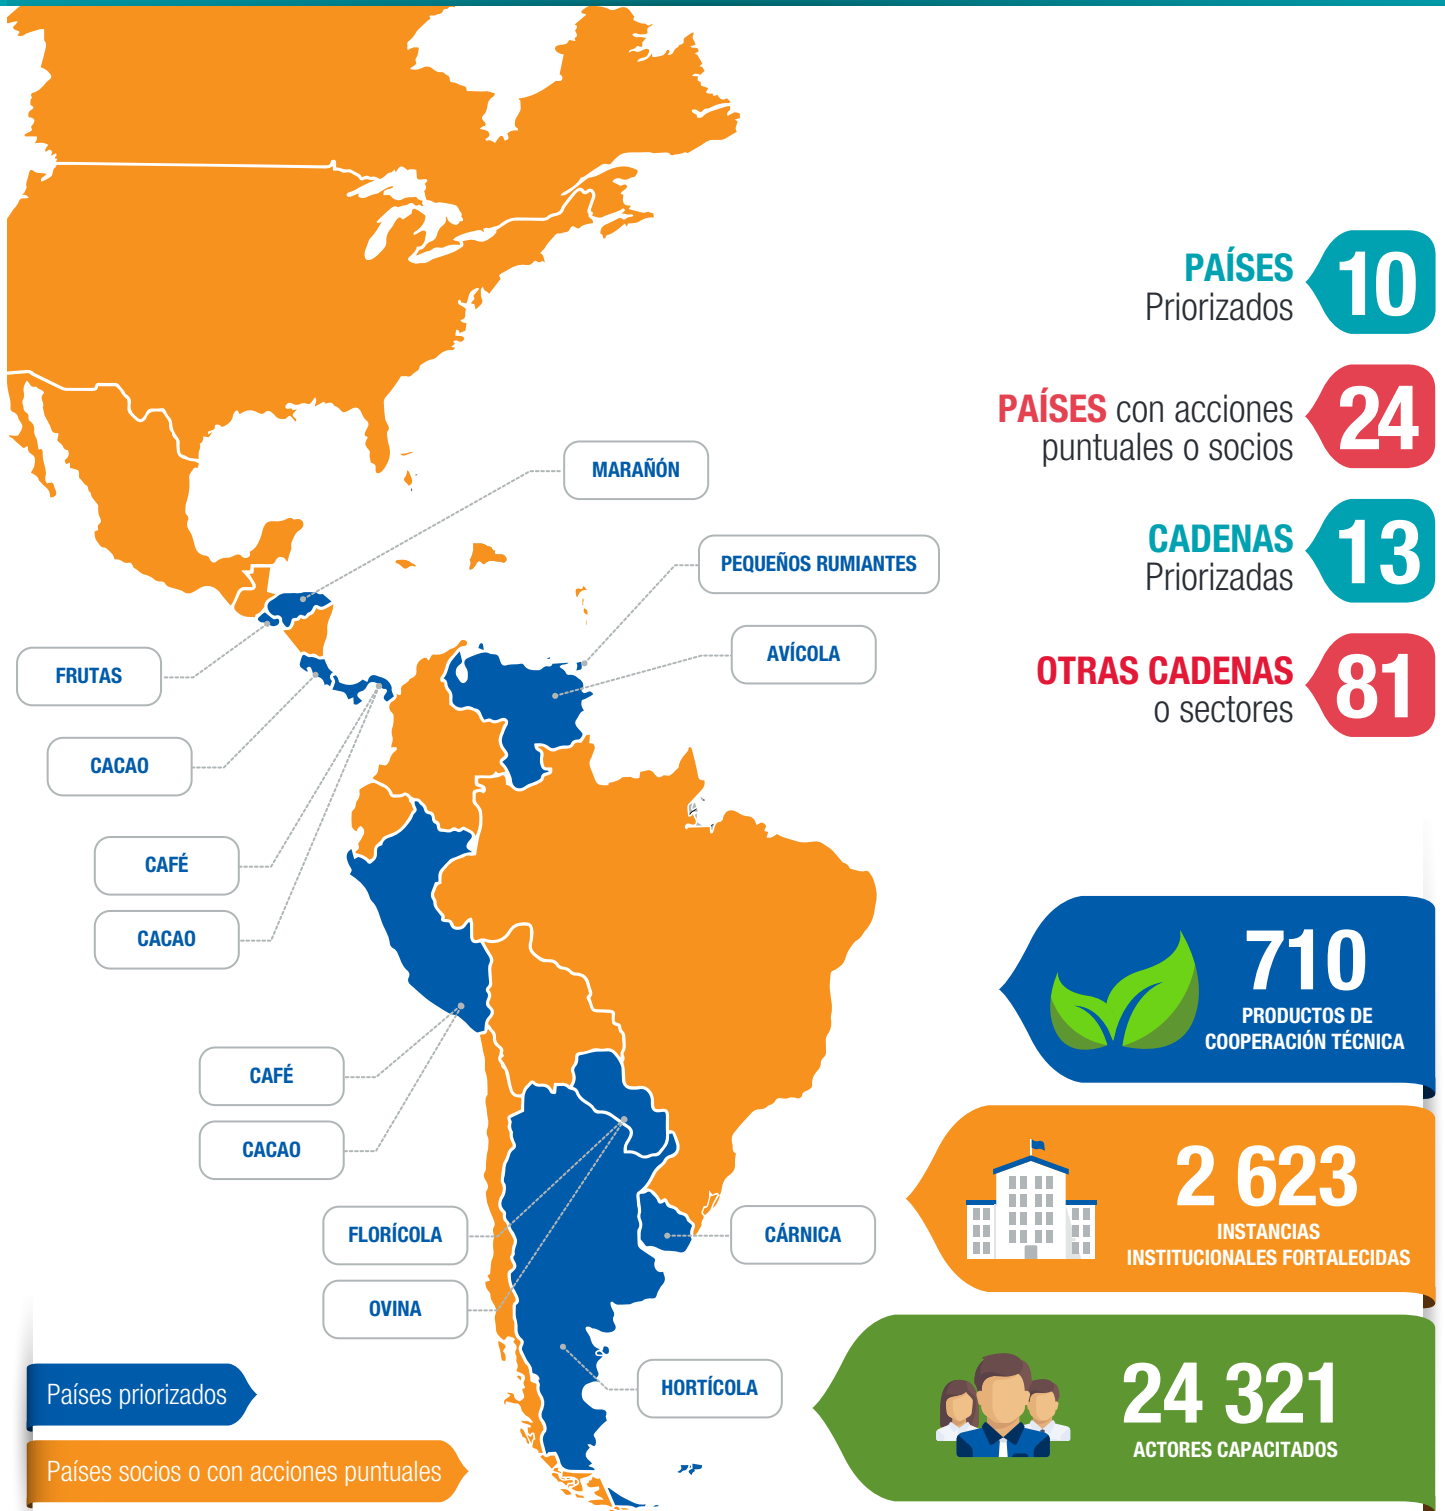 PAÍSES
Priorizados
10
PAÍSES con acciones
puntuales o socios
24
CADENAS
Priorizadas
13
OTRAS CADENAS
o sectores
81
MARAÑÓN
PEQUEÑOS RUMIANTES
AVÍCOLA
FRUTAS
CACAO
CAFÉ
CACAO
CAFÉ
CACAO
FLORÍCOLA
OVINA
CÁRNICA
HORTÍCOLA
710
PRODUCTOS DE
COOPERACIÓN TÉCNICA
2 623
INSTANCIAS
INSTITUCIONALES FORTALECIDAS
24 321
ACTORES CAPACITADOS
Países priorizados
Países socios o con acciones puntuales